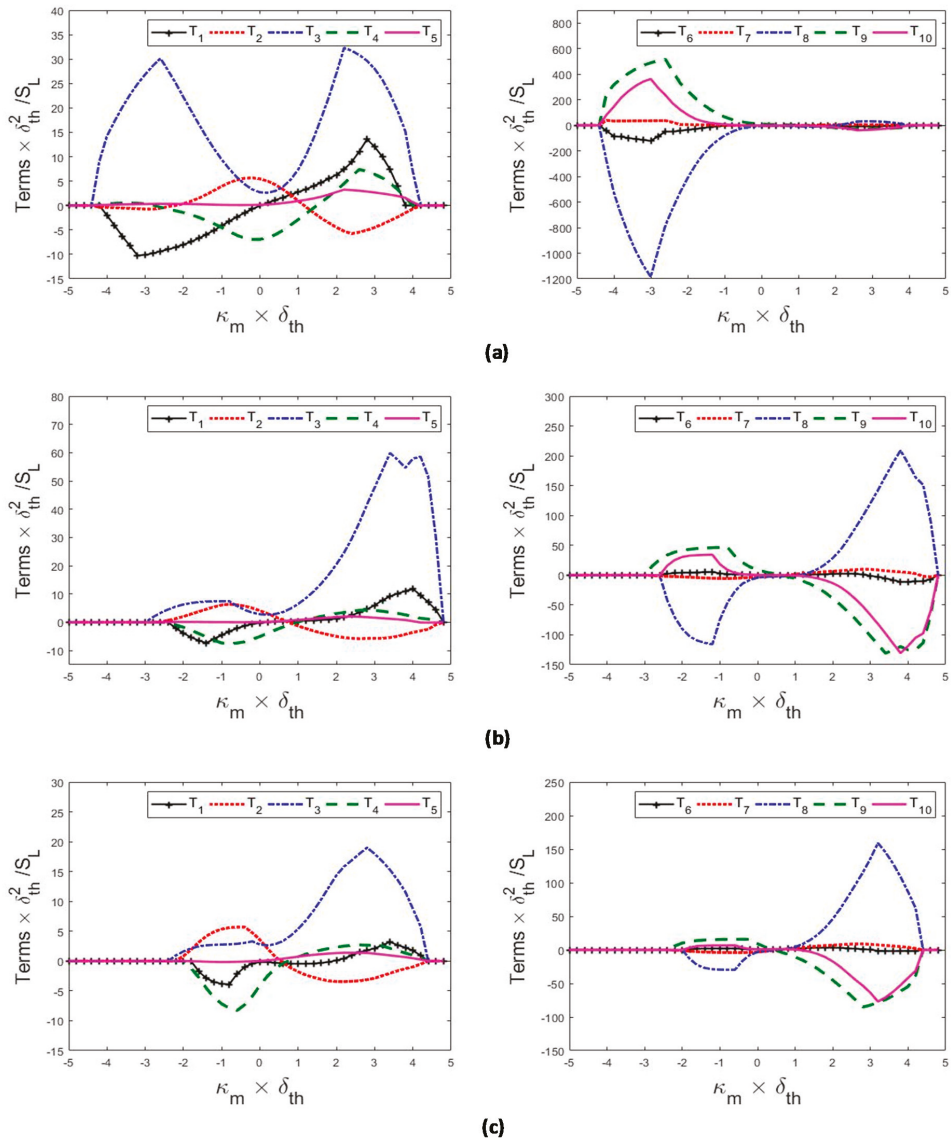 T1 T2 T3 T4 T5
Terms × δ²th /SL
40
35
30
25
20
15
10
5
0
-5
-10
-15
-5 -4 -3 -2 -1 0 1 2 3 4 5
κm × δth
T6 T7 T8 T9 T10
Terms × δ²th /SL
800
600
400
200
0
-200
-400
-600
-800
-1000
-1200
-5 -4 -3 -2 -1 0 1 2 3 4 5
κm × δth
(a)
T1 T2 T3 T4 T5
Terms × δ²th /SL
80
70
60
50
40
30
20
10
0
-10
-5 -4 -3 -2 -1 0 1 2 3 4 5
κm × δth
T6 T7 T8 T9 T10
Terms × δ²th /SL
300
250
200
150
100
50
0
-50
-100
-150
-5 -4 -3 -2 -1 0 1 2 3 4 5
κm × δth
(b)
T1 T2 T3 T4 T5
Terms × δ²th /SL
30
25
20
15
10
5
0
-5
-10
-15
-5 -4 -3 -2 -1 0 1 2 3 4 5
κm × δth
T6 T7 T8 T9 T10
Terms × δ²th /SL
250
200
150
100
50
0
-50
-100
-150
-5 -4 -3 -2 -1 0 1 2 3 4 5
κm × δth
(c)